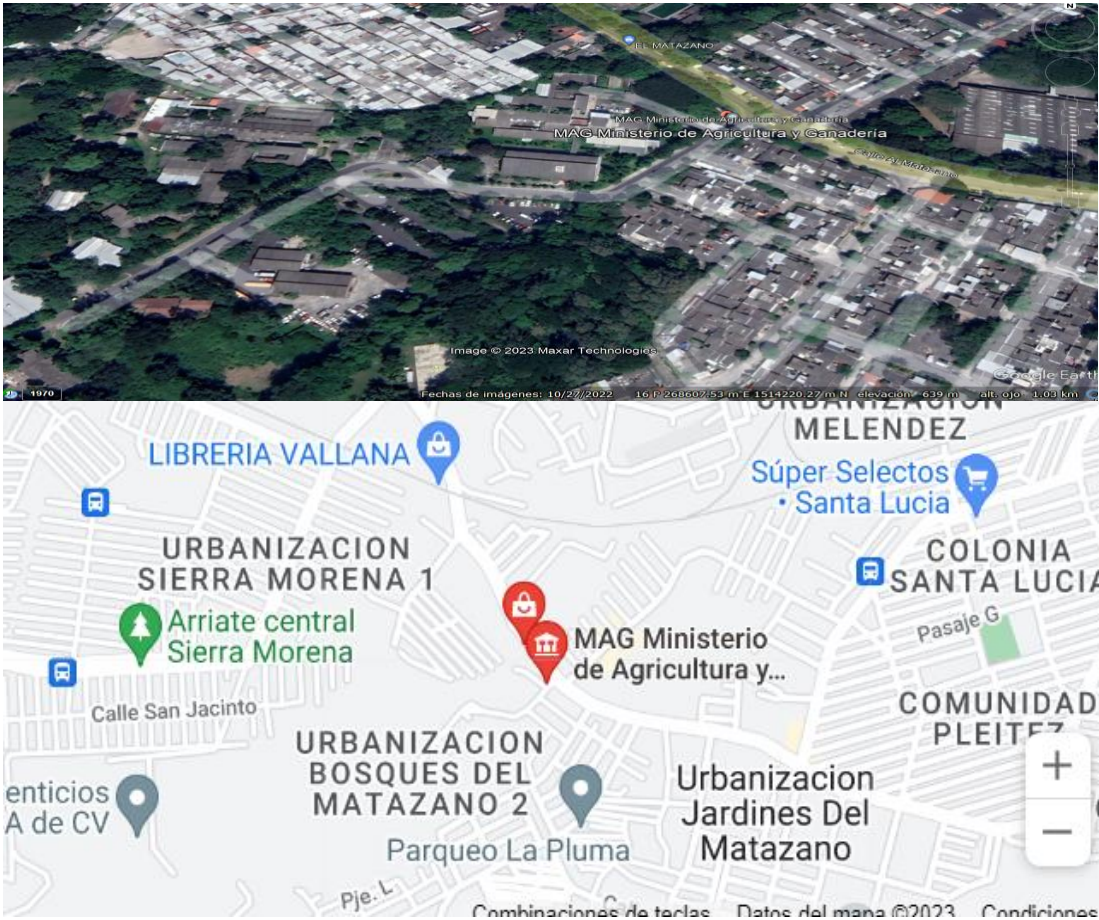 N
EL MATAZANO
MAG Ministerio de Agricultura y Ganadería
MAG Ministerio de Agricultura y Ganadería
Calle Al Matazano
Image © 2023 Maxar Technologies
Google Earth
1970
Fechas de imágenes: 10/27/2022 16 P 268607.53 m E 1514220.27 m N elevación 639 m alt. ojo 1.03 km
URBANIZACION
MELENDEZ
LIBRERIA VALLANA
Súper Selectos
• Santa Lucia
URBANIZACION
SIERRA MORENA 1
COLONIA
SANTA LUCIA
Arriate central
Sierra Morena
Pasaje G
MAG Ministerio
de Agricultura y...
Calle San Jacinto
COMUNIDAD
PLEITEZ
URBANIZACION
BOSQUES DEL
MATAZANO 2
Urbanizacion
Jardines Del
Matazano
enticios
A de CV
Parqueo La Pluma
Pje. L
Ca
Combinaciones de teclas Datos del mapa ©2023 Condiciones